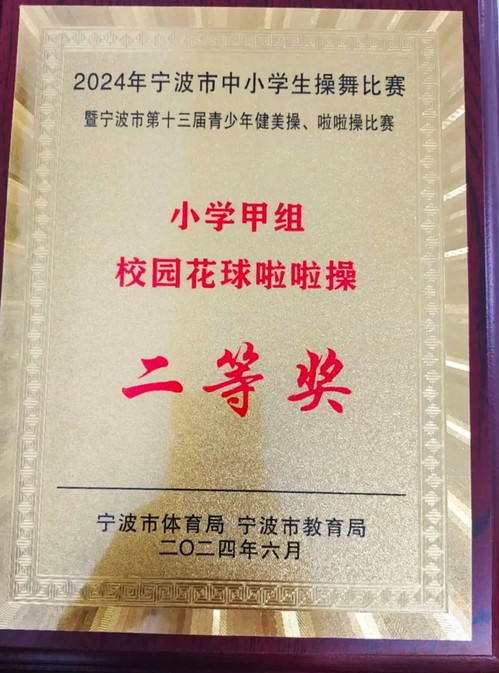 2024年宁波市中小学生操舞比赛
暨宁波市第十三届青少年健美操、啦啦操比赛
小学甲组
校园花球啦啦操
二等奖
宁波市体育局 宁波市教育局
二〇二四年六月